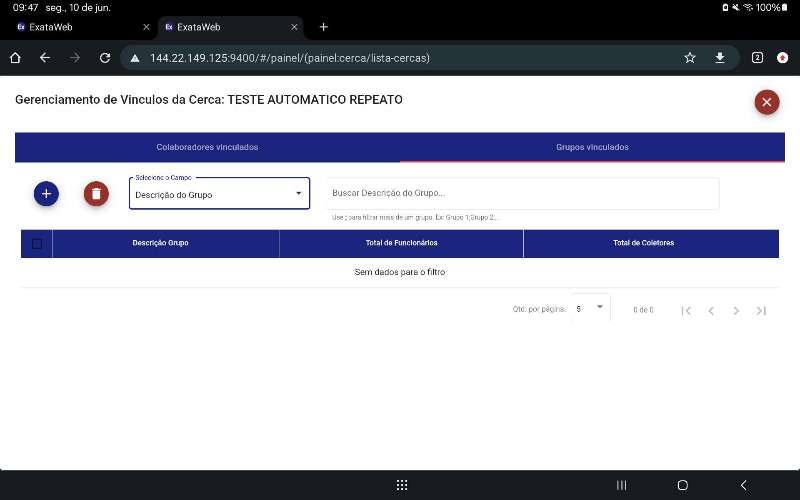 09:47 seg., 10 de jun.
100%
Ex ExataWeb
Ex ExataWeb
144.22.149.125:9400/#/painel/(painel:cerca/lista-cercas)
2
Gerenciamento de Vinculos da Cerca: TESTE AUTOMATICO REPEATO
Colaboradores vinculados
Grupos vinculados
Selecione o Campo
Descrição do Grupo
Buscar Descrição do Grupo...
Use ; para filtrar mais de um grupo. Ex: Grupo 1;Grupo 2...
Descrição Grupo
Total de Funcionários
Total de Coletores
Sem dados para o filtro
Qtd. por página:
5
0 de 0